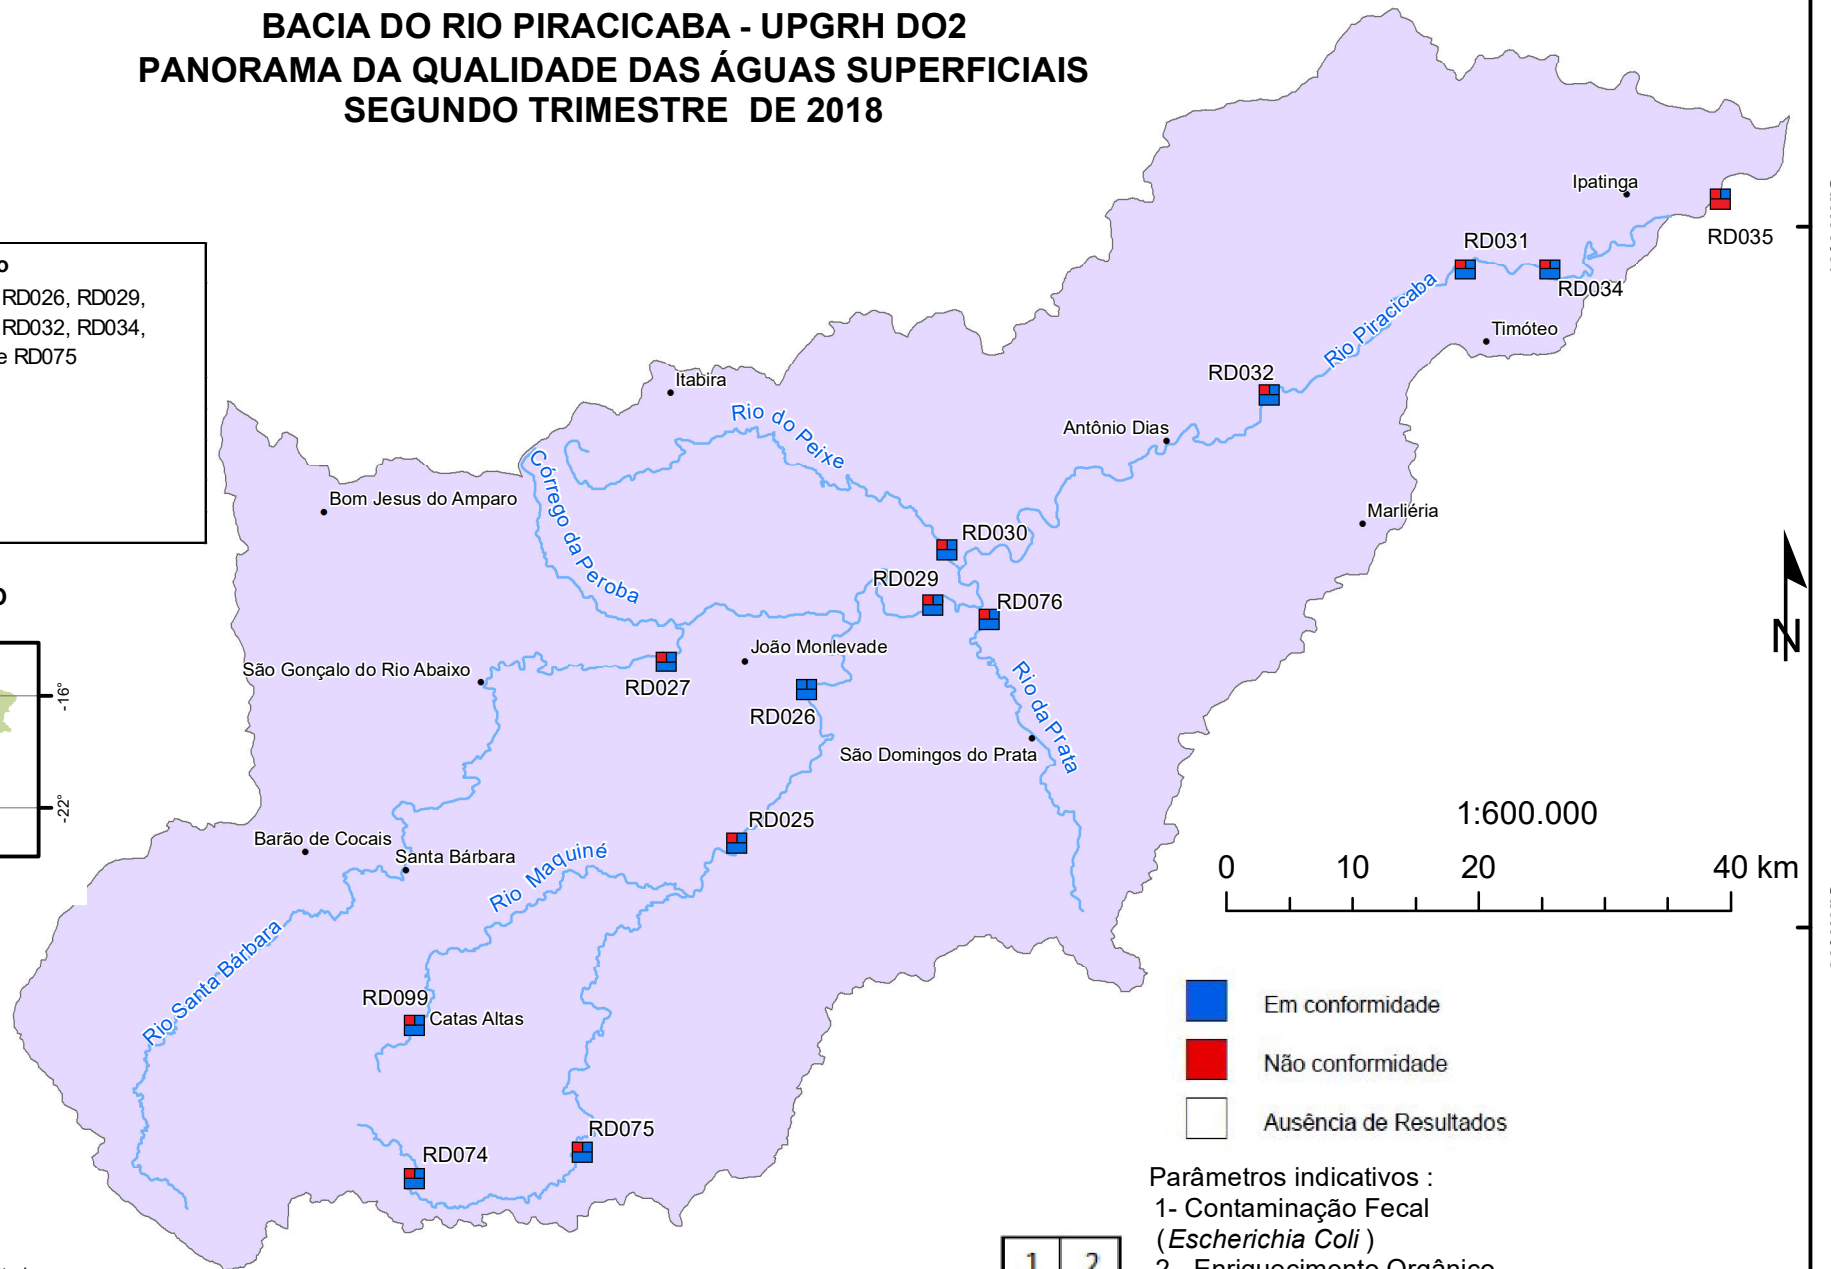 BACIA DO RIO PIRACICABA - UPGRH DO2
PANORAMA DA QUALIDADE DAS ÁGUAS SUPERFICIAIS
SEGUNDO TRIMESTRE DE 2018
RD026, RD029,
RD032, RD034,
e RD075
-16°
-22°
Ipatinga
RD035
RD031
RD034
Rio Piracicaba
Timóteo
RD032
Itabira
Rio do Peixe
Antônio Dias
Córrego da Peroba
Bom Jesus do Amparo
Marliéria
RD030
RD029
RD076
N
João Monlevade
São Gonçalo do Rio Abaixo
RD027
RD026
Rio da Prata
São Domingos do Prata
RD025
1:600.000
0 10 20 40 km
Barão de Cocais
Santa Bárbara
Rio Maquiné
Rio Santa Bárbara
RD099
Catas Altas
RD075
RD074
Em conformidade
Não conformidade
Ausência de Resultados
Parâmetros indicativos :
1- Contaminação Fecal
(Escherichia Coli )
1 2
2 - Enriquecimento Orgânico